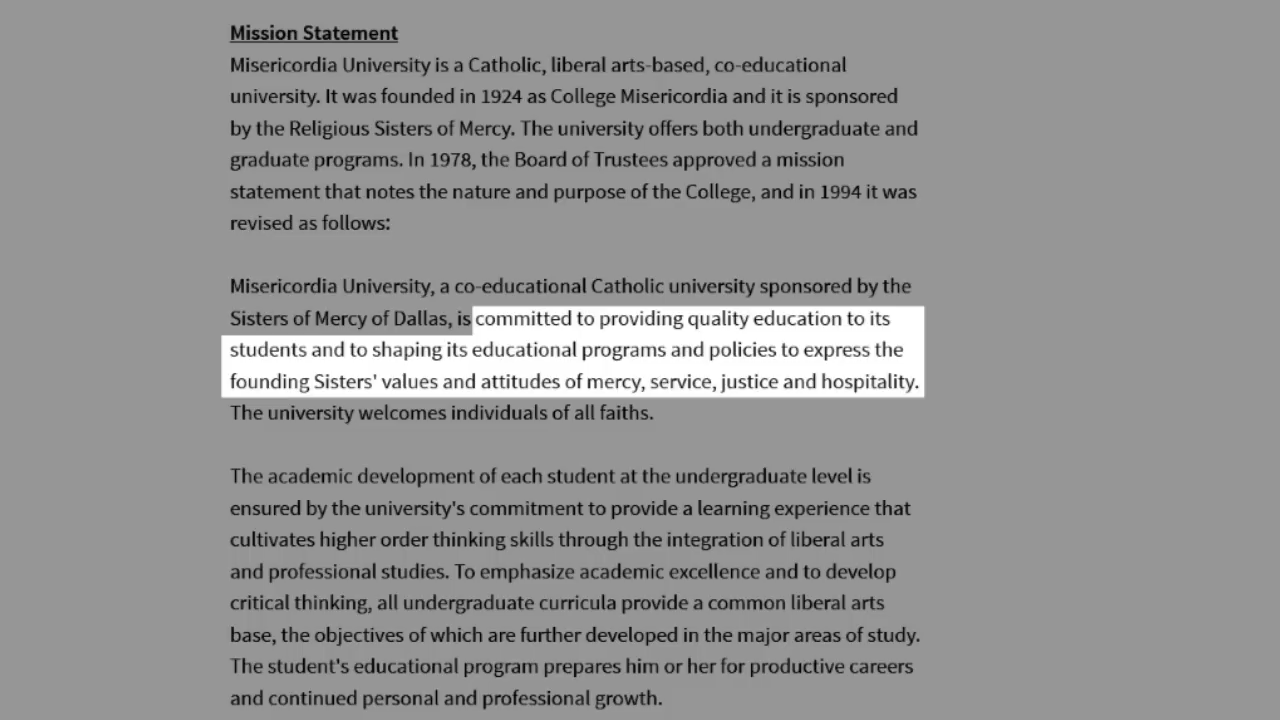 Mission Statement
Misericordia University is a Catholic, liberal arts-based, co-educational
university. It was founded in 1924 as College Misericordia and it is sponsored
by the Religious Sisters of Mercy. The university offers both undergraduate and
graduate programs. In 1978, the Board of Trustees approved a mission
statement that notes the nature and purpose of the College, and in 1994 it was
revised as follows:
Misericordia University, a co-educational Catholic university sponsored by the
Sisters of Mercy of Dallas, is committed to providing quality education to its
students and to shaping its educational programs and policies to express the
founding Sisters' values and attitudes of mercy, service, justice and hospitality.
The university welcomes individuals of all faiths.
The academic development of each student at the undergraduate level is
ensured by the university's commitment to provide a learning experience that
cultivates higher order thinking skills through the integration of liberal arts
and professional studies. To emphasize academic excellence and to develop
critical thinking, all undergraduate curricula provide a common liberal arts
base, the objectives of which are further developed in the major areas of study.
The student's educational program prepares him or her for productive careers
and continued personal and professional growth.